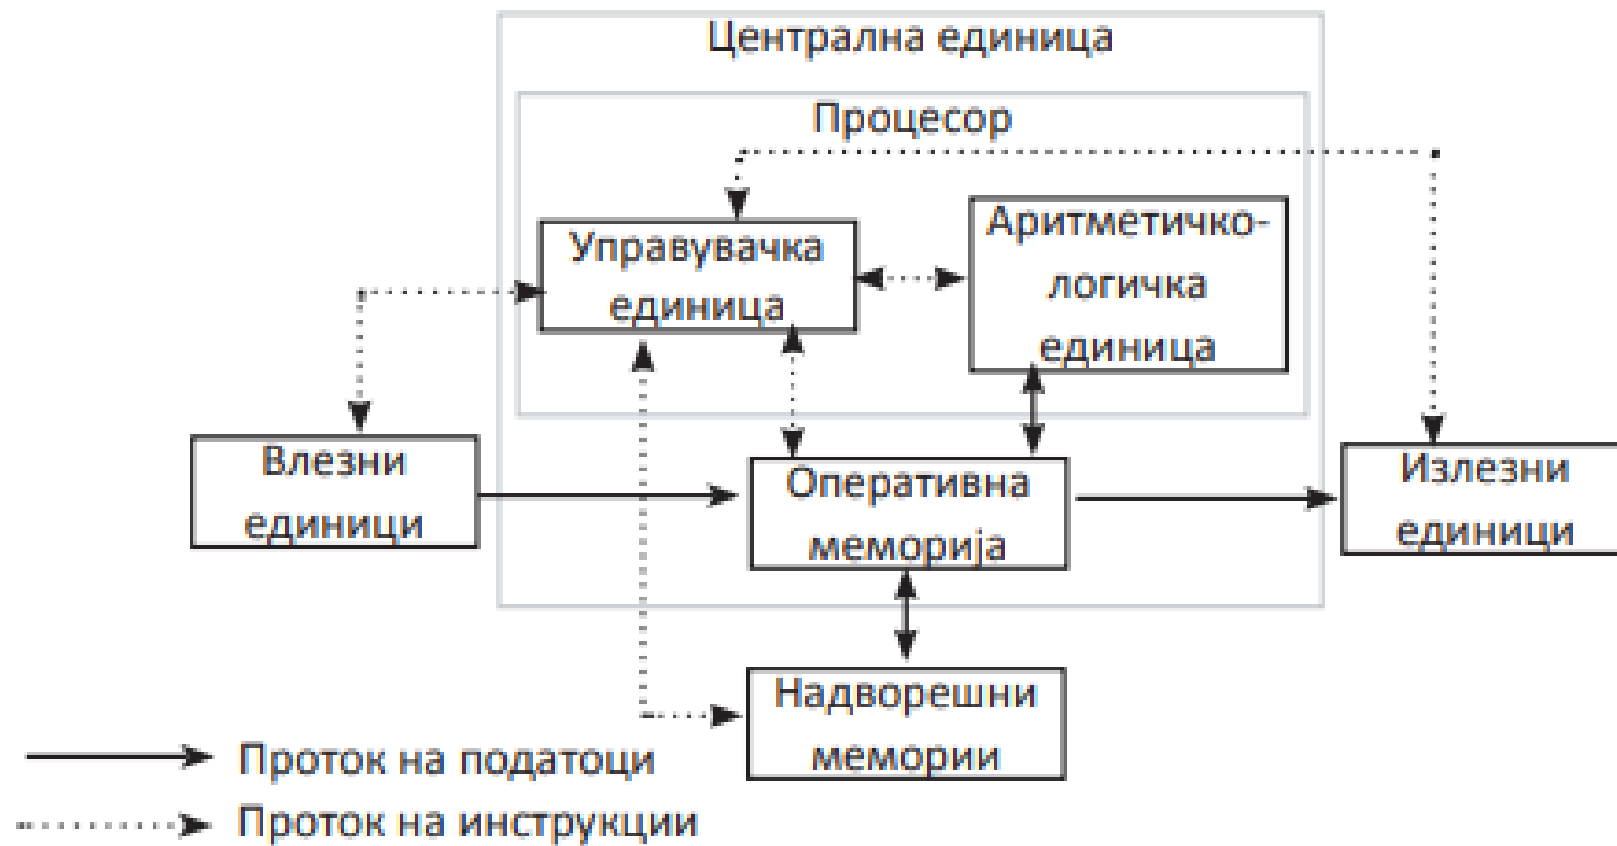 Централна единица
Процесор
Управувачка
единица
Аритметичко-
логичка
единица
Влезни
единици
Оперативна
меморија
Излезни
единици
Надворешни
мемории
Проток на податоци
Проток на инструкции